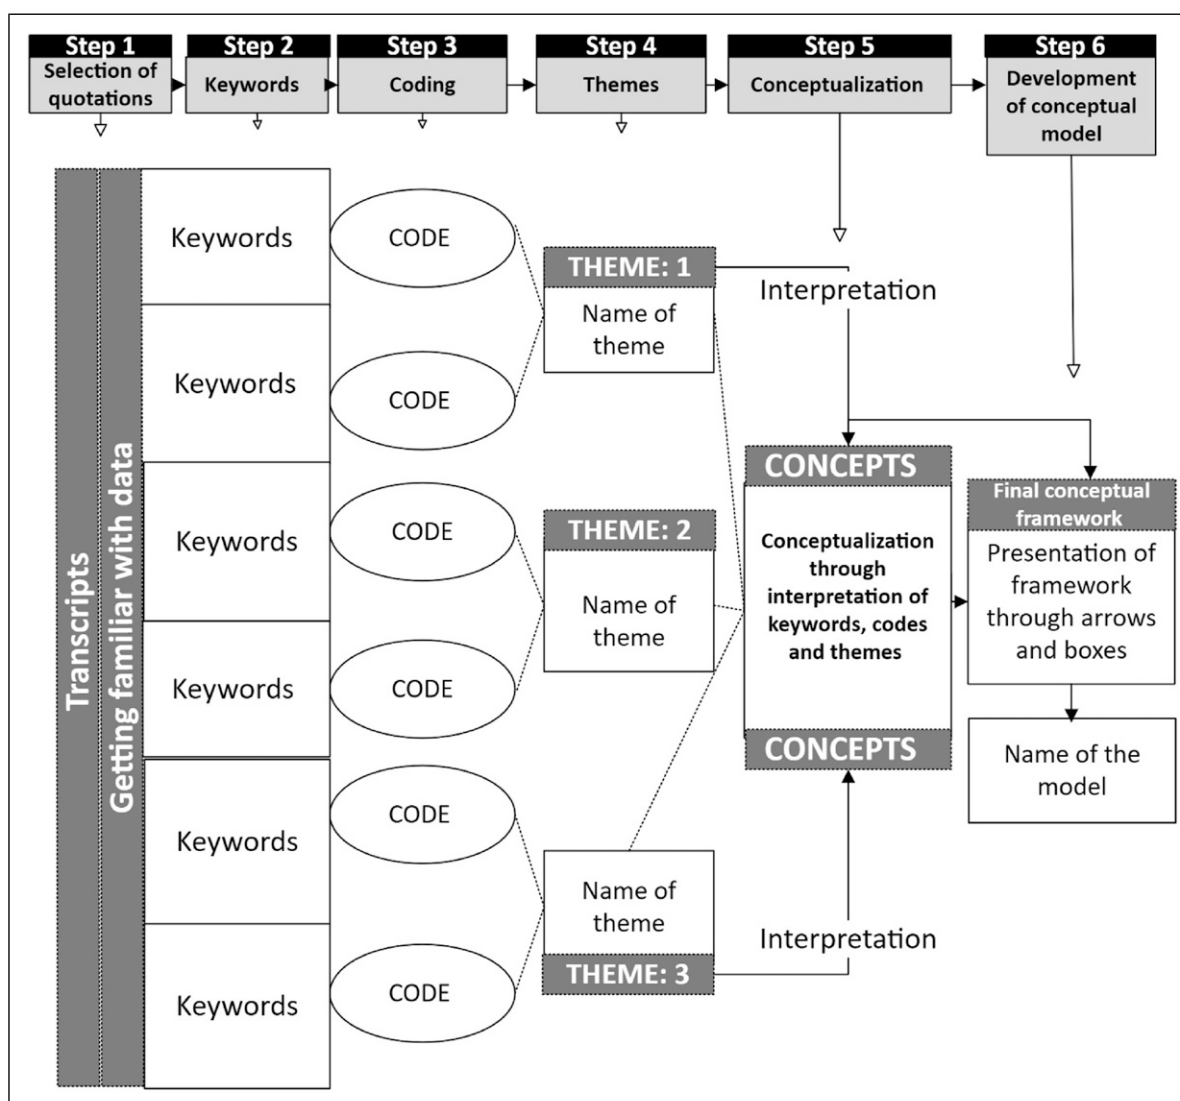 Step 1
Selection of
quotations
Step 2
Keywords
Step 3
Coding
Step 4
Themes
Step 5
Conceptualization
Step 6
Development
of conceptual
model
Transcripts
Getting familiar with data
Keywords
Keywords
Keywords
Keywords
Keywords
Keywords
CODE
CODE
CODE
CODE
CODE
CODE
THEME: 1
Name of
theme
THEME: 2
Name of
theme
Name of
theme
THEME: 3
Interpretation
CONCEPTS
Conceptualization
through
interpretation of
keywords, codes
and themes
CONCEPTS
Interpretation
Final conceptual
framework
Presentation of
framework
through arrows
and boxes
Name of the
model